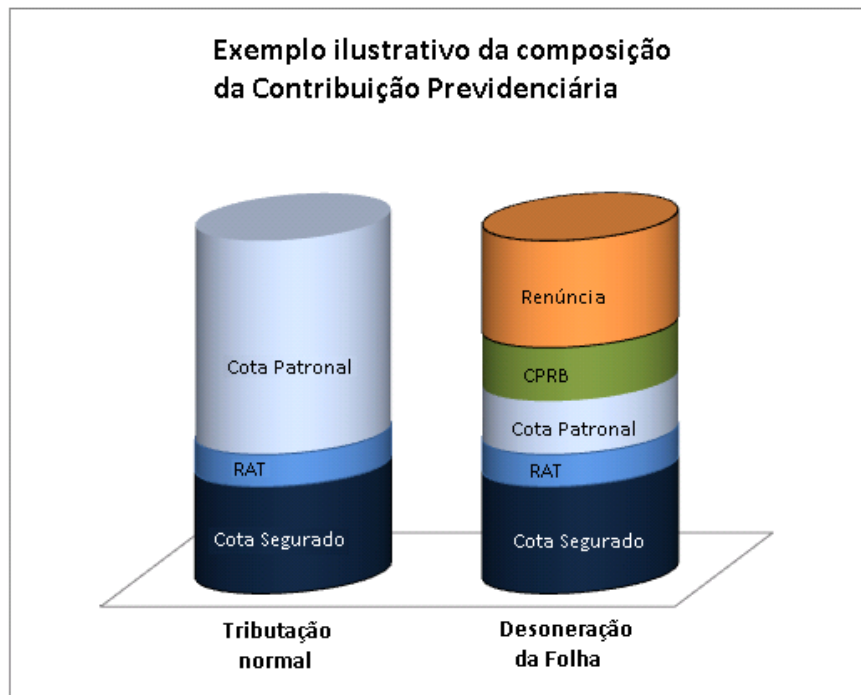 Exemplo ilustrativo da composição
da Contribuição Previdenciária
Cota Patronal
RAT
Cota Segurado
Renúncia
CPRB
Cota Patronal
RAT
Cota Segurado
Tributação
normal
Desoneração
da Folha